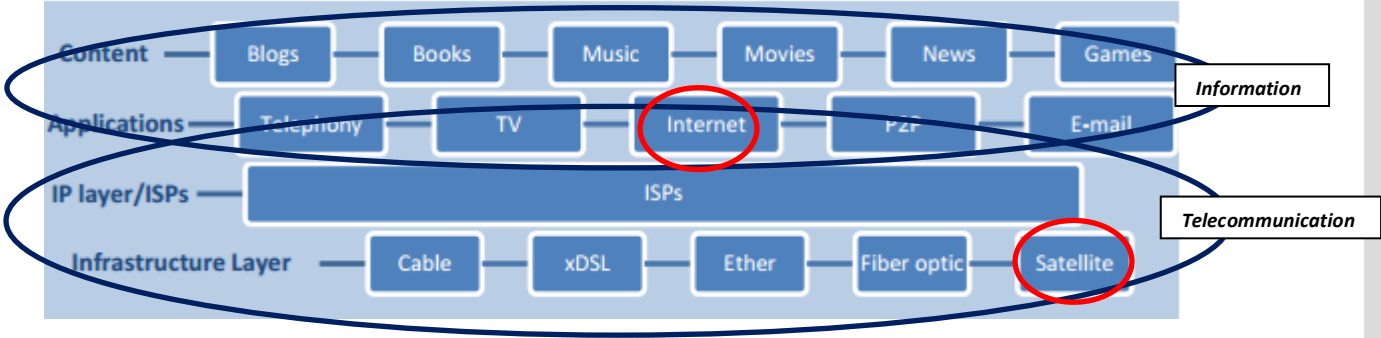 Content Blogs Books Music Movies News Games
Information
Applications Telephony TV Internet P2P E-mail
IP layer/ISPs ISPs
Telecommunication
Infrastructure Layer Cable xDSL Ether Fiber optic Satellite